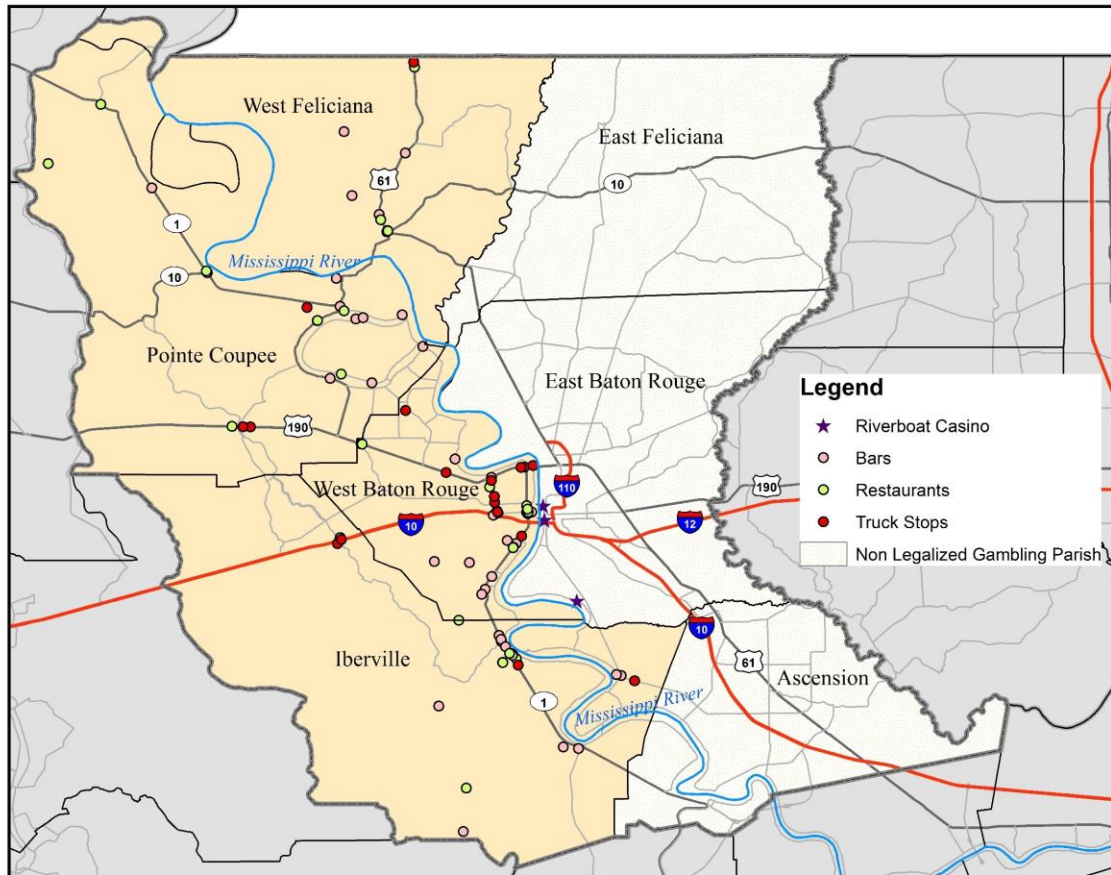 West Feliciana
East Feliciana
61
10
1
Mississippi River
10
Pointe Coupee
East Baton Rouge
Legend
Riverboat Casino
Bars
Restaurants
Truck Stops
Non Legalized Gambling Parish
190
West Baton Rouge
110
190
10
12
Iberville
10
61
Ascension
1
Mississippi River